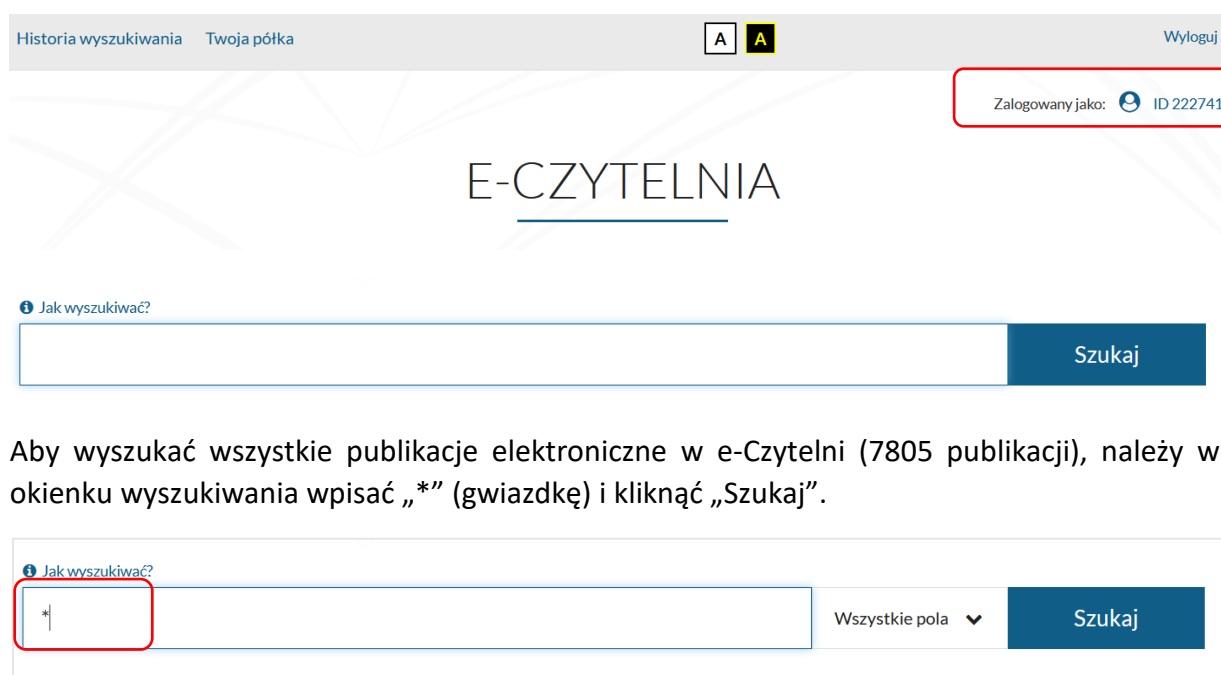 Historia wyszukiwania Twoja półka A A Wyloguj
Zalogowany jako: ID 222741
E-CZYTELNIA
Jak wyszukiwać?
Szukaj
Aby wyszukać wszystkie publikacje elektroniczne w e-Czytelni (7805 publikacji), należy w
okienku wyszukiwania wpisać „*” (gwiazdkę) i kliknąć „Szukaj”.
Jak wyszukiwać?
* Wszystkie pola Szukaj